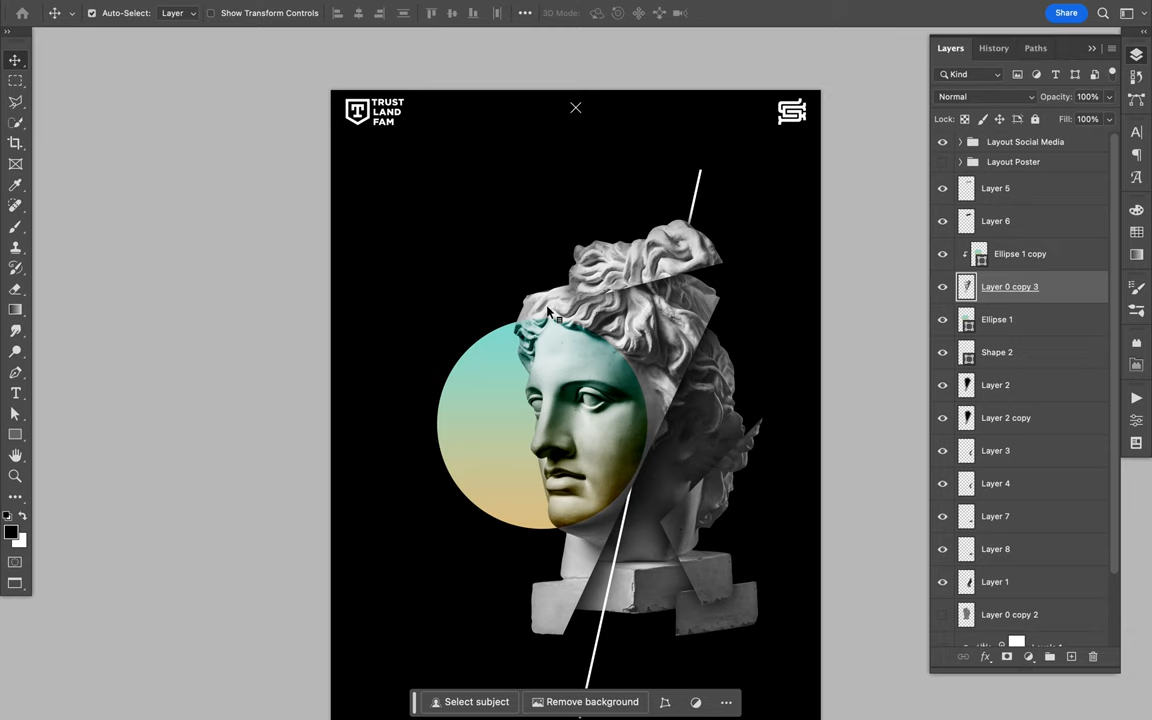 Auto-Select:
Layer
Show Transform Controls
3D Mode:
Share
Layers
History
Paths
Kind
Normal
Opacity:
100%
Lock:
Fill:
100%
Layout Social Media
Layout Poster
Layer 5
Layer 6
Ellipse 1 copy
Layer 0 copy 3
Ellipse 1
Shape 2
Layer 2
Layer 2 copy
Layer 3
Layer 4
Layer 7
Layer 8
Layer 1
Layer 0 copy 2
TRUST
LAND
FAM
Select subject
Remove background